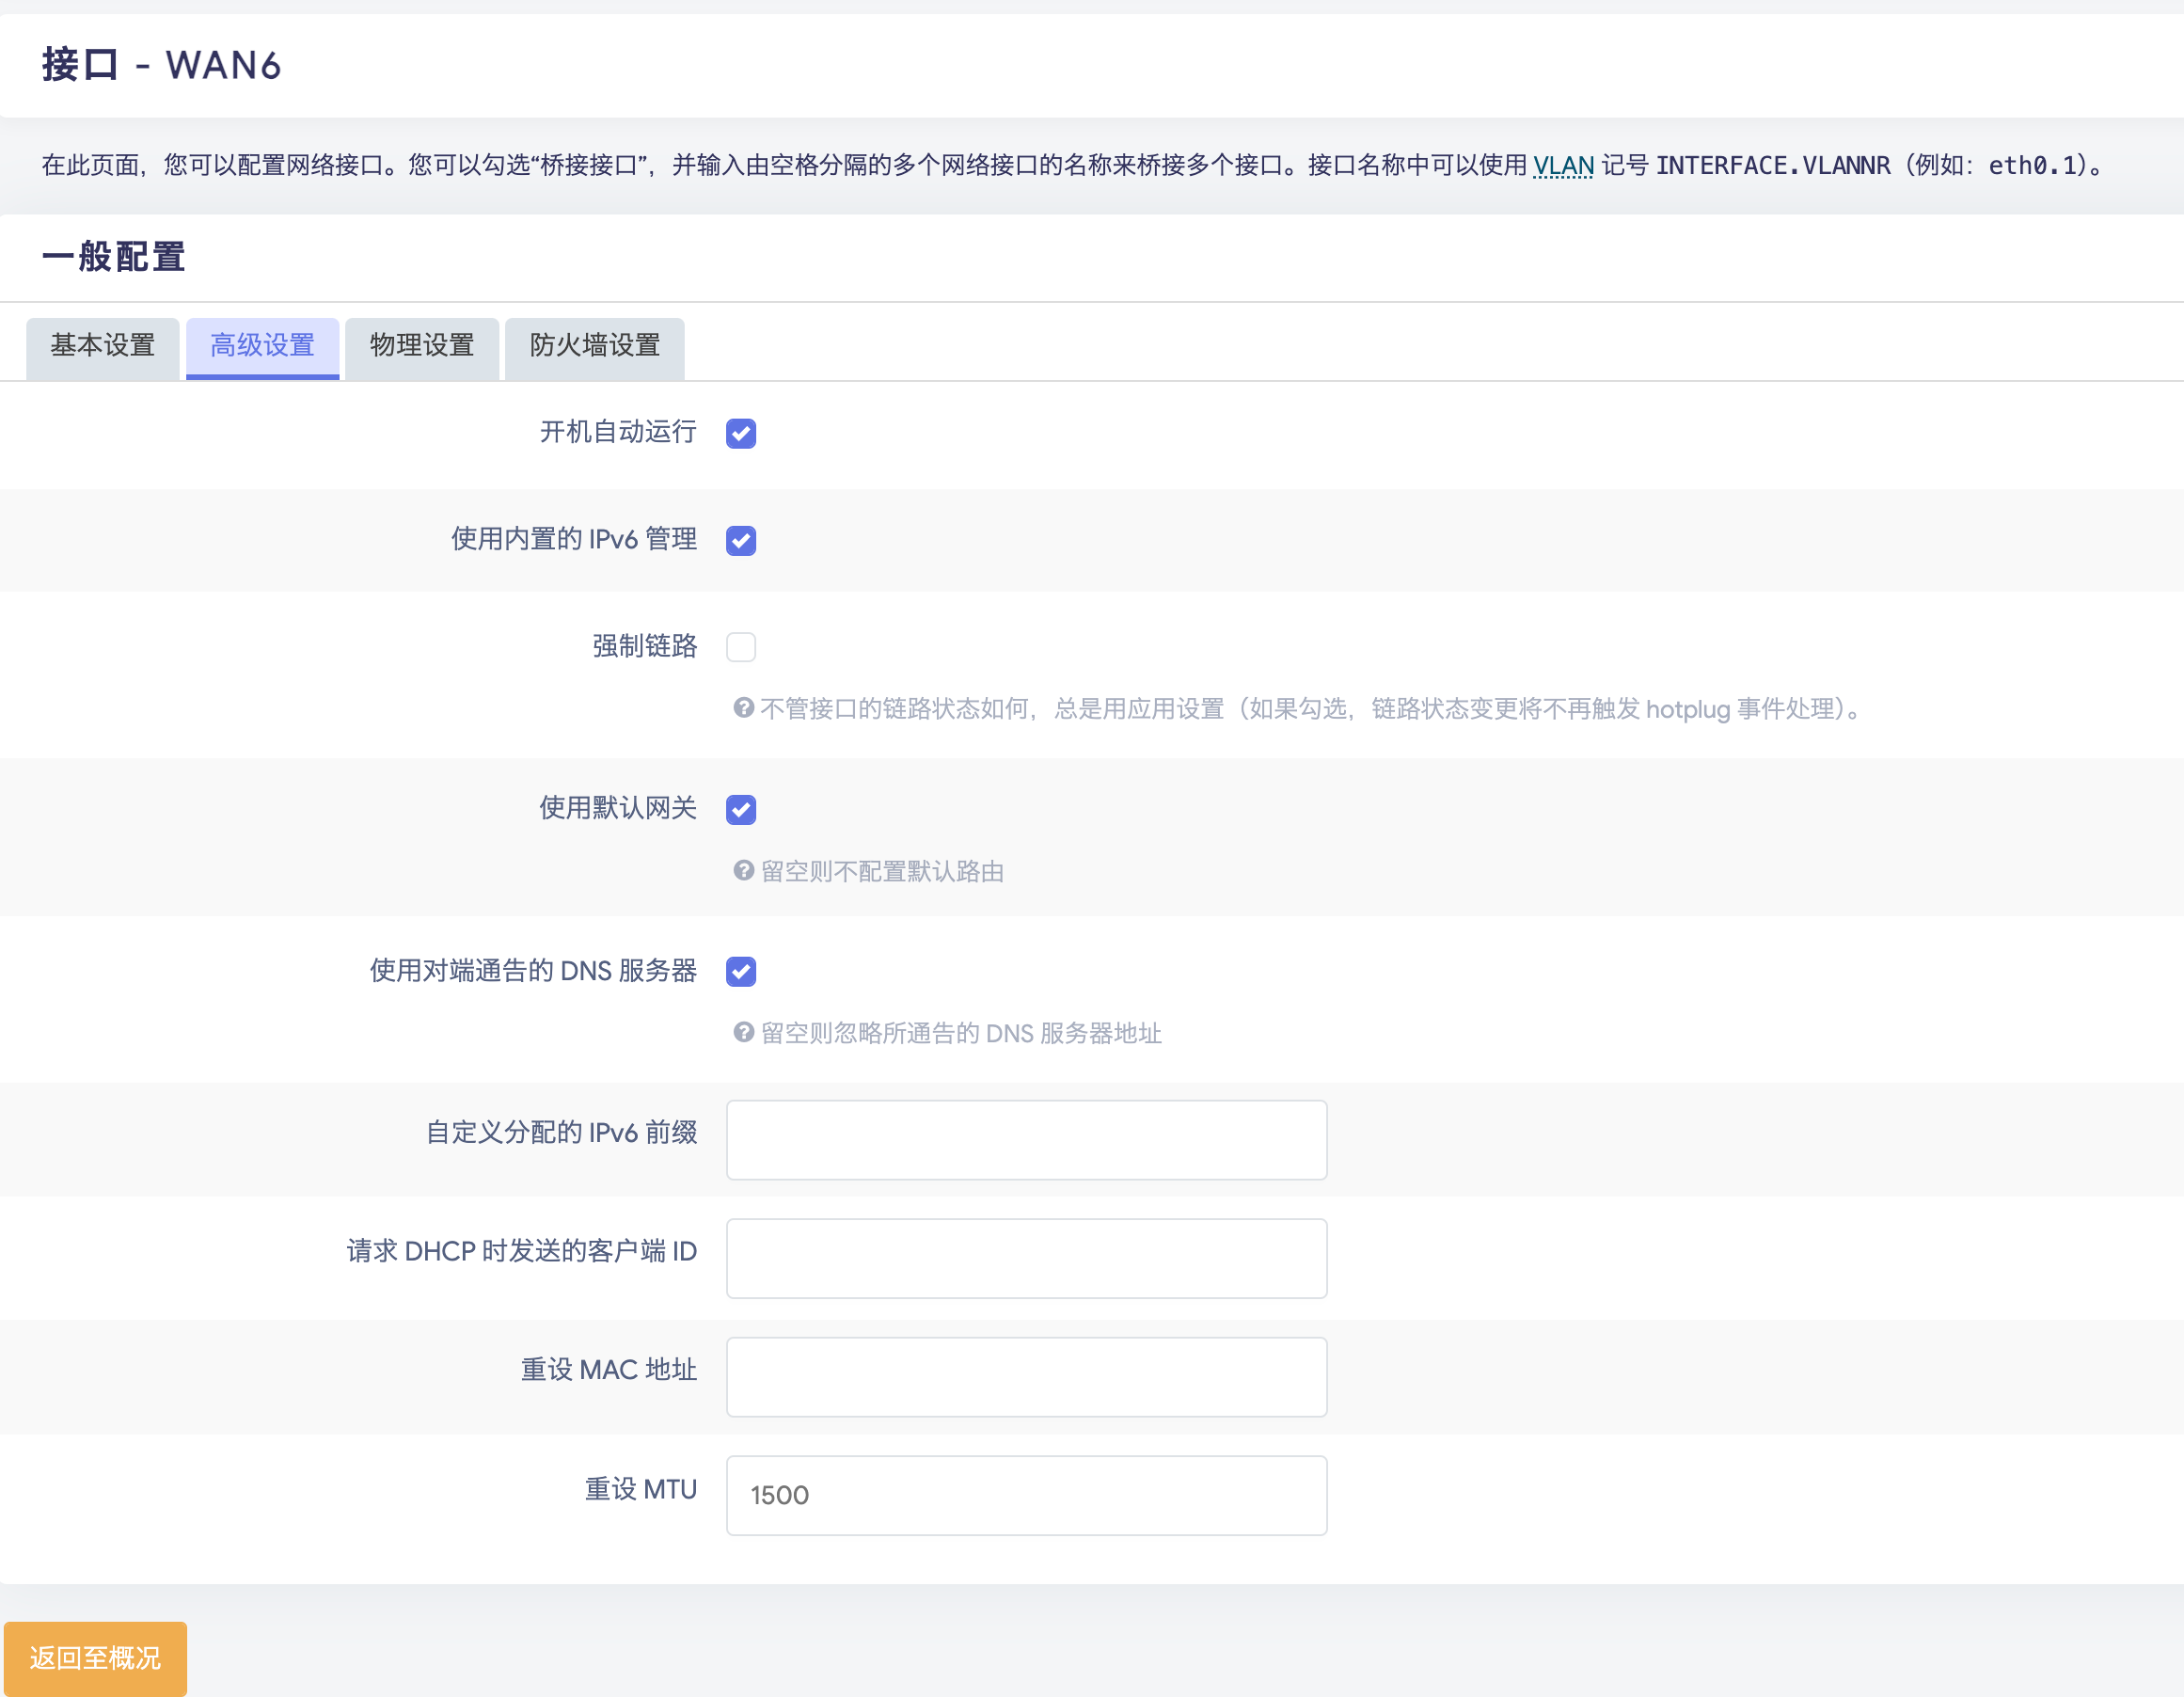 接口 - WAN6
在此页面，您可以配置网络接口。您可以勾选“桥接接口”，并输入由空格分隔的多个网络接口的名称来桥接多个接口。接口名称中可以使用 VLAN 记号 INTERFACE.VLANNR（例如：eth0.1）。
一般配置
基本设置 高级设置 物理设置 防火墙设置
开机自动运行
使用内置的 IPv6 管理
强制链路
不管接口的链路状态如何，总是用应用设置（如果勾选，链路状态变更将不再触发 hotplug 事件处理）。
使用默认网关
留空则不配置默认路由
使用对端通告的 DNS 服务器
留空则忽略所通告的 DNS 服务器地址
自定义分配的 IPv6 前缀
请求 DHCP 时发送的客户端 ID
重设 MAC 地址
重设 MTU 1500
返回至概况